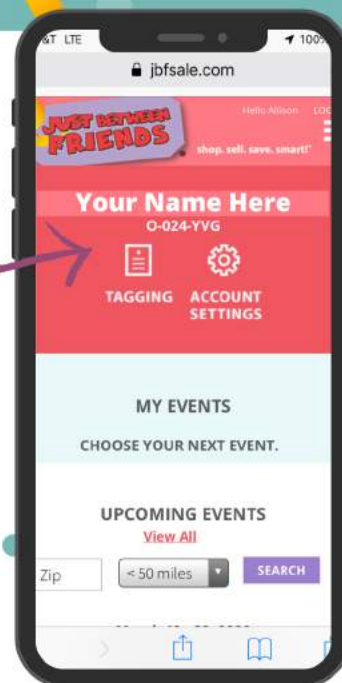 LTE
100%
jbfsale.com
Hello Allison
JUST BETWEEN
FRIENDS
shop. sell. save. smart!
Your Name Here
O-024-YVG
TAGGING
ACCOUNT
SETTINGS
MY EVENTS
CHOOSE YOUR NEXT EVENT.
UPCOMING EVENTS
View All
Zip
< 50 miles
SEARCH